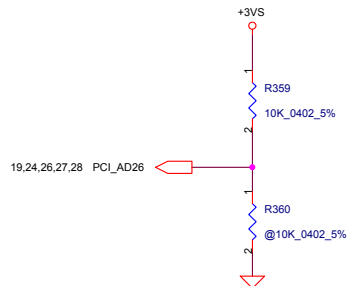 +3VS
1
R359
10K_0402_5%
2
19,24,26,27,28 PCI_AD26
1
R360
@10K_0402_5%
2